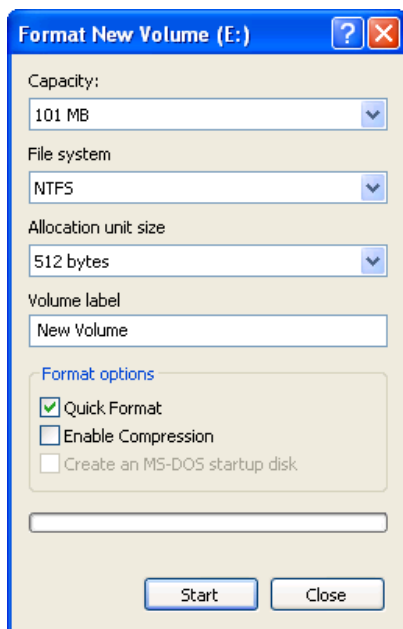 Format New Volume (E:)
Capacity:
101 MB
File system
NTFS
Allocation unit size
512 bytes
Volume label
New Volume
Format options
Quick Format
Enable Compression
Create an MS-DOS startup disk
Start Close